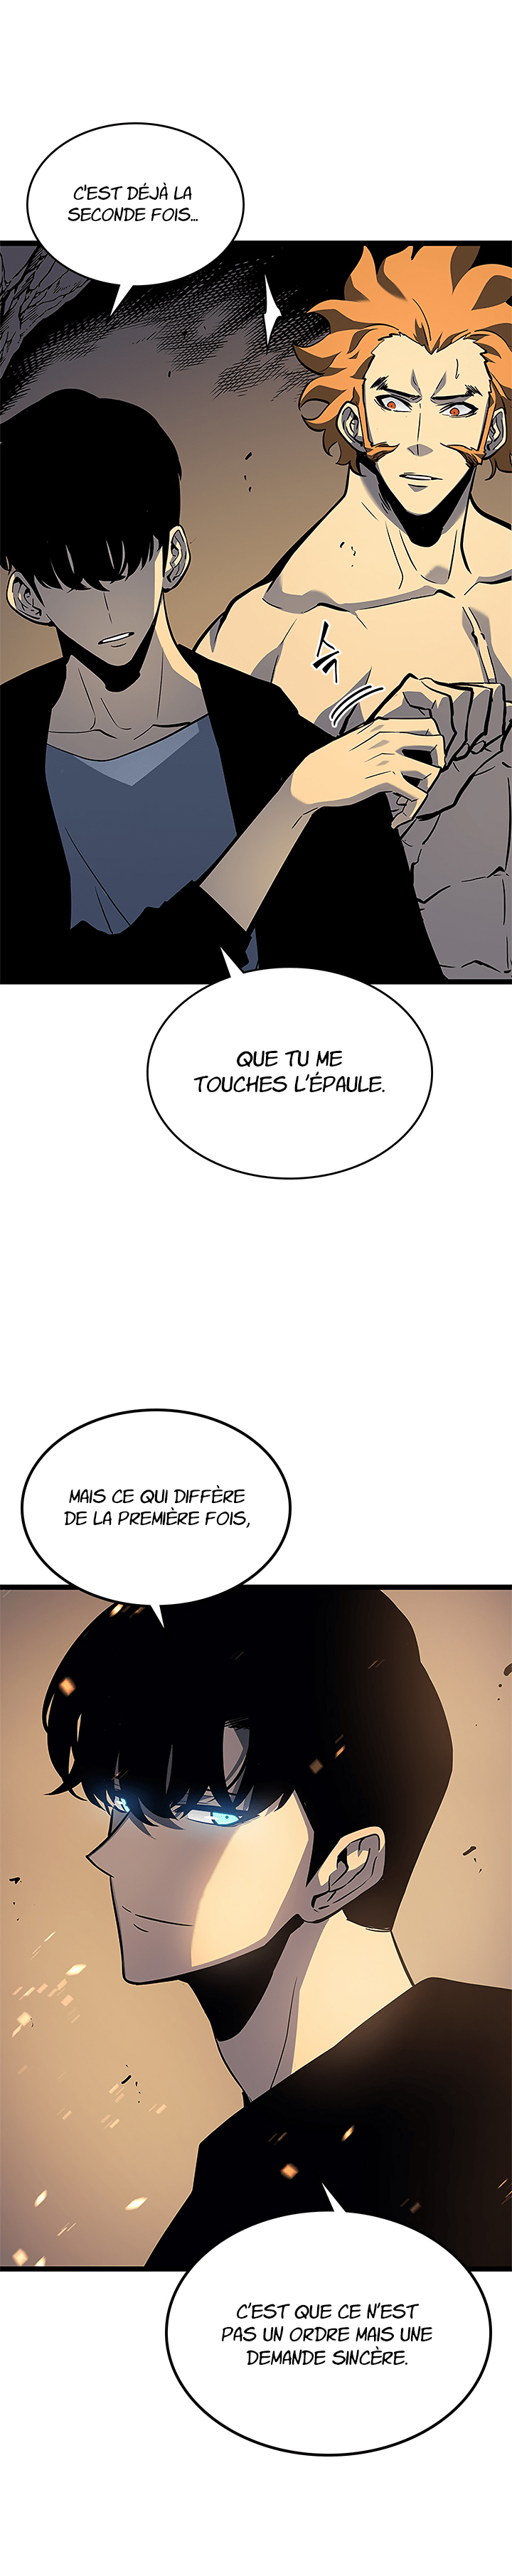 C'EST DÉJÀ LA
SECONDE FOIS...
QUE TU ME
TOUCHES L'ÉPAULE.
MAIS CE QUI DIFFÈRE
DE LA PREMIÈRE FOIS,
C'EST QUE CE N'EST
PAS UN ORDRE MAIS UNE
DEMANDE SINCÈRE.